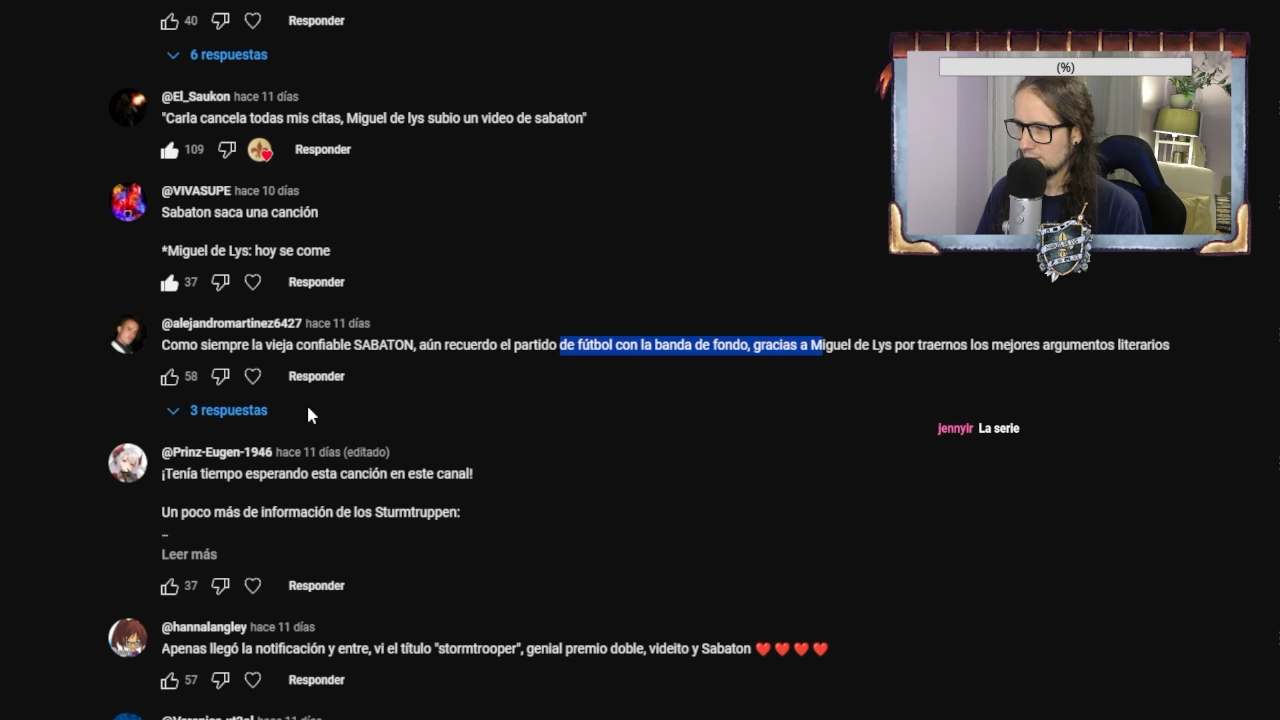 40 Responder
6 respuestas
@El_Saukon hace 11 días
"Carla cancela todas mis citas, Miguel de lys subio un video de sabaton"
109 Responder
@VIVASUPE hace 10 días
Sabaton saca una canción
*Miguel de Lys: hoy se come
37 Responder
@alejandromartinez6427 hace 11 días
Como siempre la vieja confiable SABATON, aún recuerdo el partido de fútbol con la banda de fondo, gracias a Miguel de Lys por traernos los mejores argumentos literarios
58 Responder
3 respuestas
@Prinz-Eugen-1946 hace 11 días (editado)
¡Tenía tiempo esperando esta canción en este canal!
Un poco más de información de los Sturmtruppen:
–
Leer más
37 Responder
@hannalangley hace 11 días
Apenas llegó la notificación y entre, vi el título "stormtrooper", genial premio doble, videito y Sabaton ❤️ ❤️ ❤️ ❤️
57 Responder
(%)
jennyir La serie